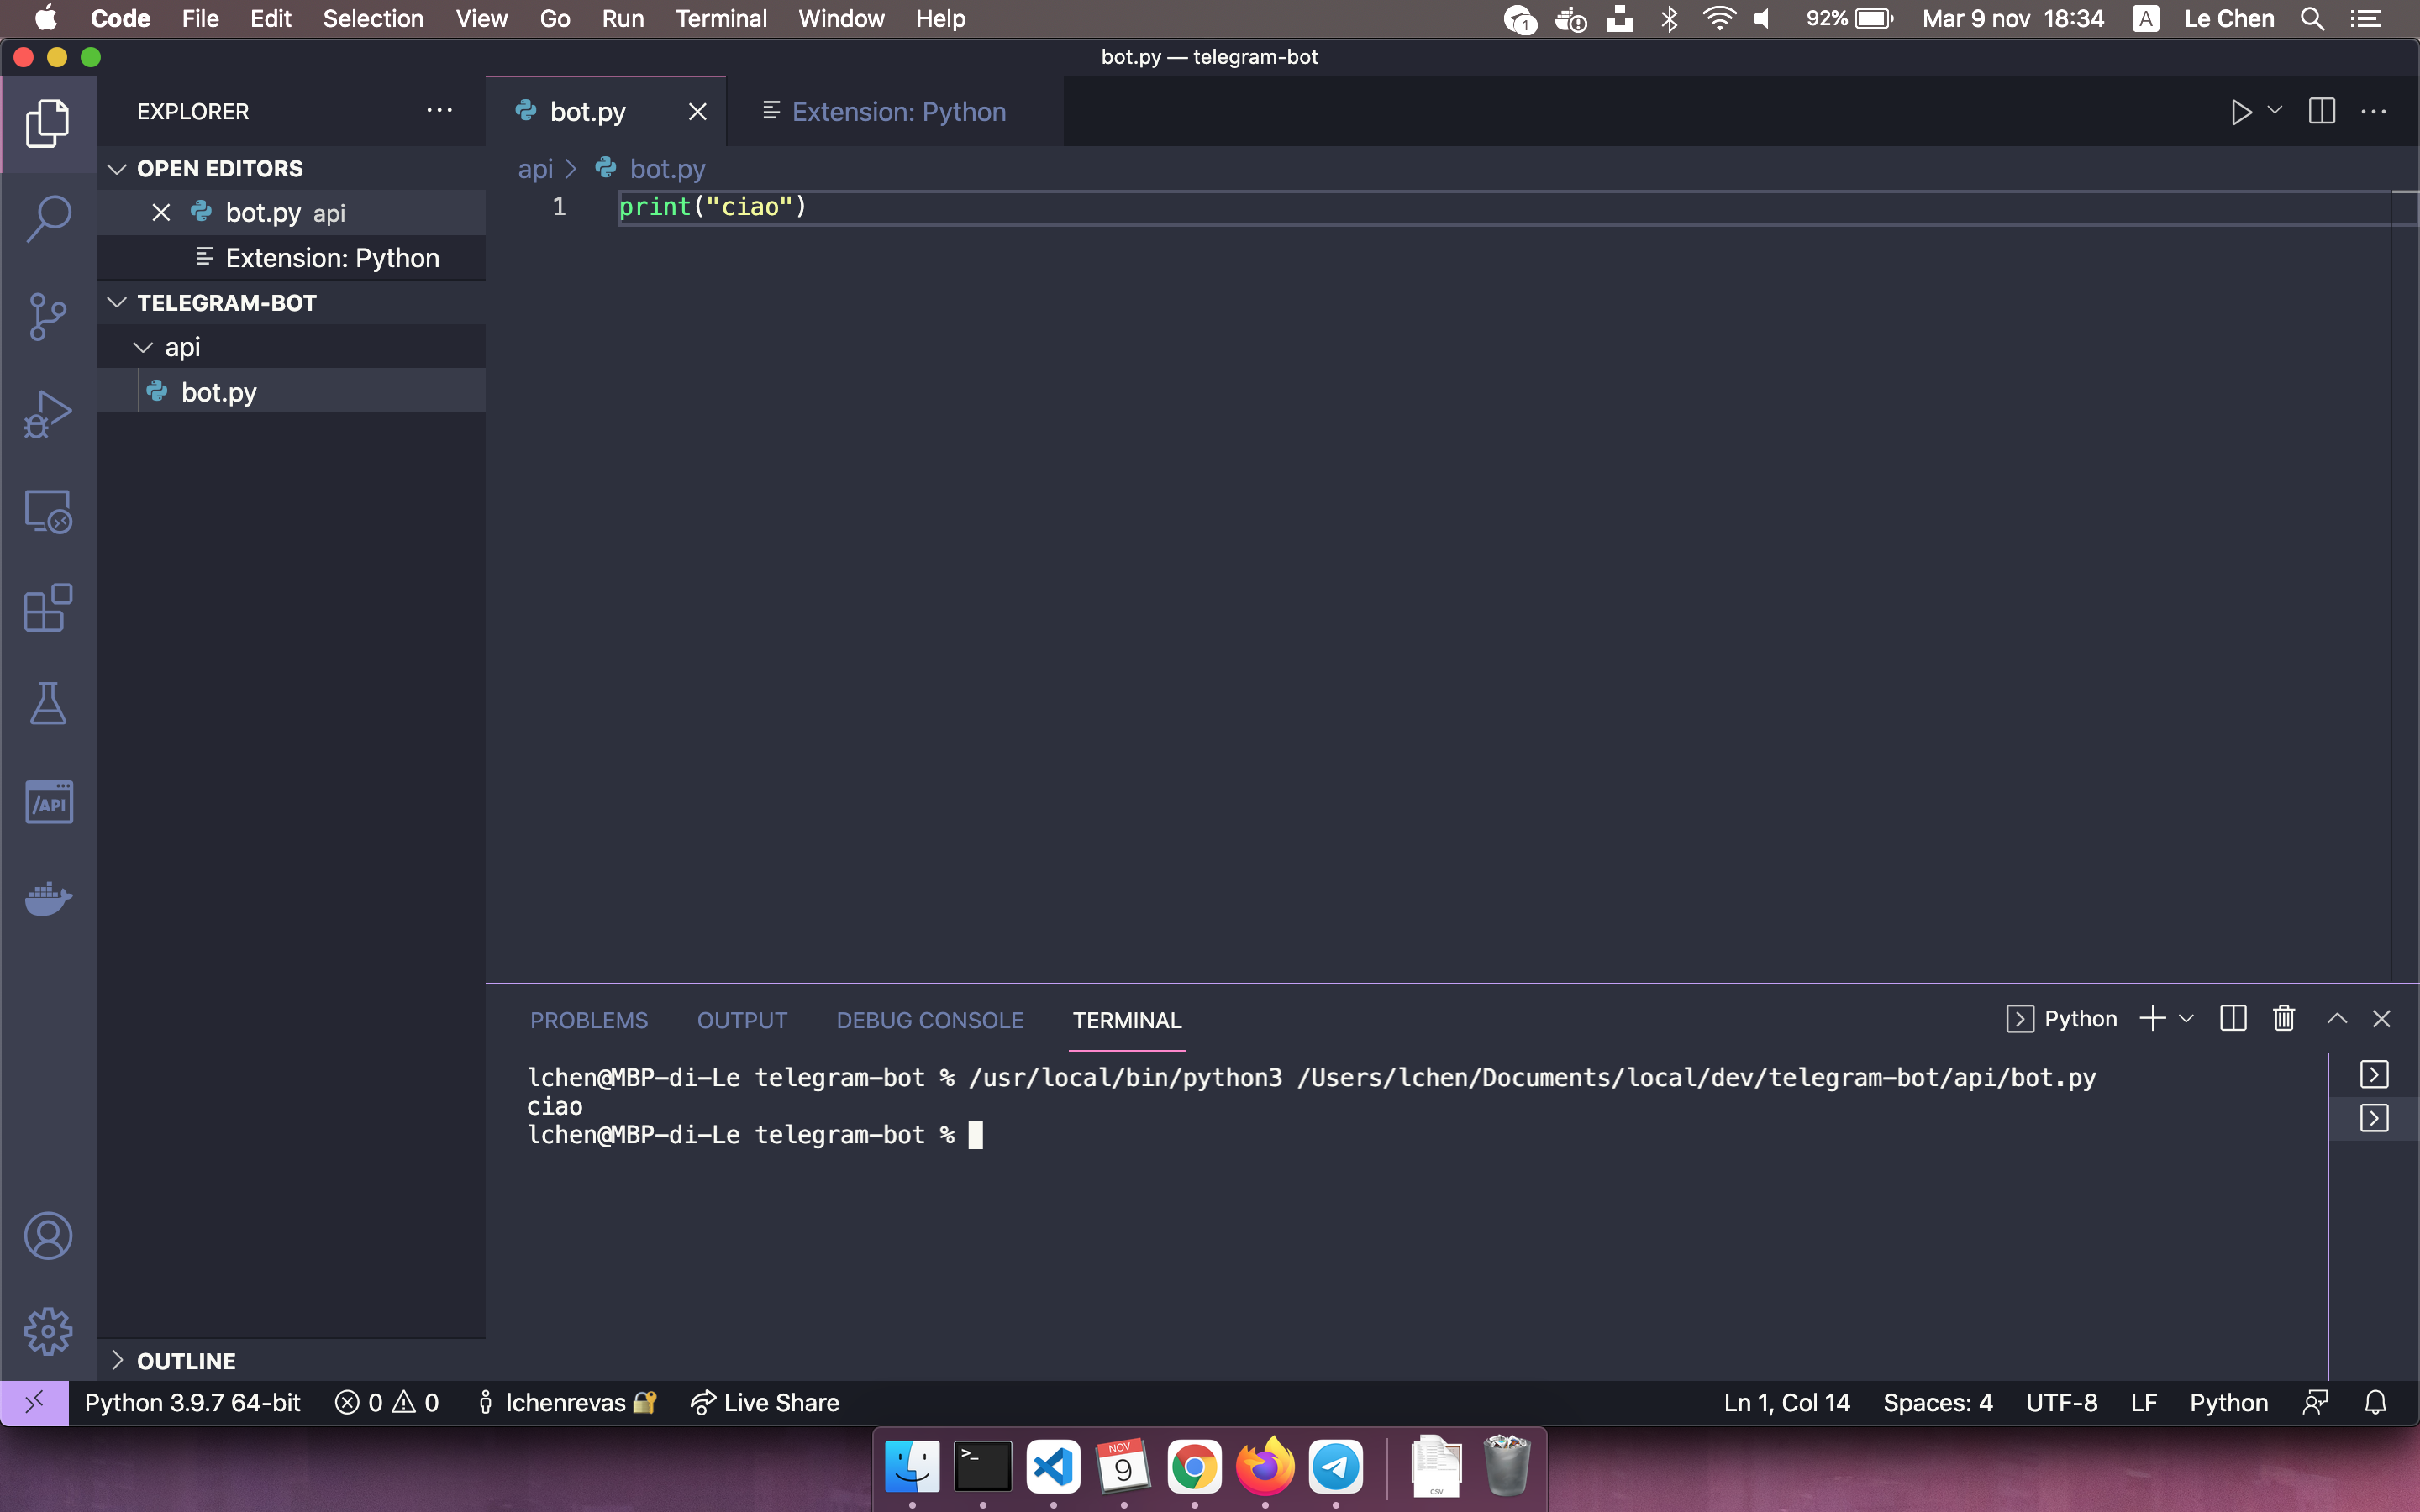 Code File Edit Selection View Go Run Terminal Window Help 1 92% Mar 9 nov 18:34 A Le Chen
bot.py — telegram-bot
EXPLORER
bot.py
Extension: Python
OPEN EDITORS
bot.py api
Extension: Python
TELEGRAM-BOT
api
bot.py
api bot.py
1 print("ciao")
/API
PROBLEMS OUTPUT DEBUG CONSOLE TERMINAL Python
lchen@MBP-di-Le telegram-bot % /usr/local/bin/python3 /Users/lchen/Documents/local/dev/telegram-bot/api/bot.py
ciao
lchen@MBP-di-Le telegram-bot %
OUTLINE
Python 3.9.7 64-bit 0 0 lchenrevas Live Share Ln 1, Col 14 Spaces: 4 UTF-8 LF Python
>_
NOV
9
CSV